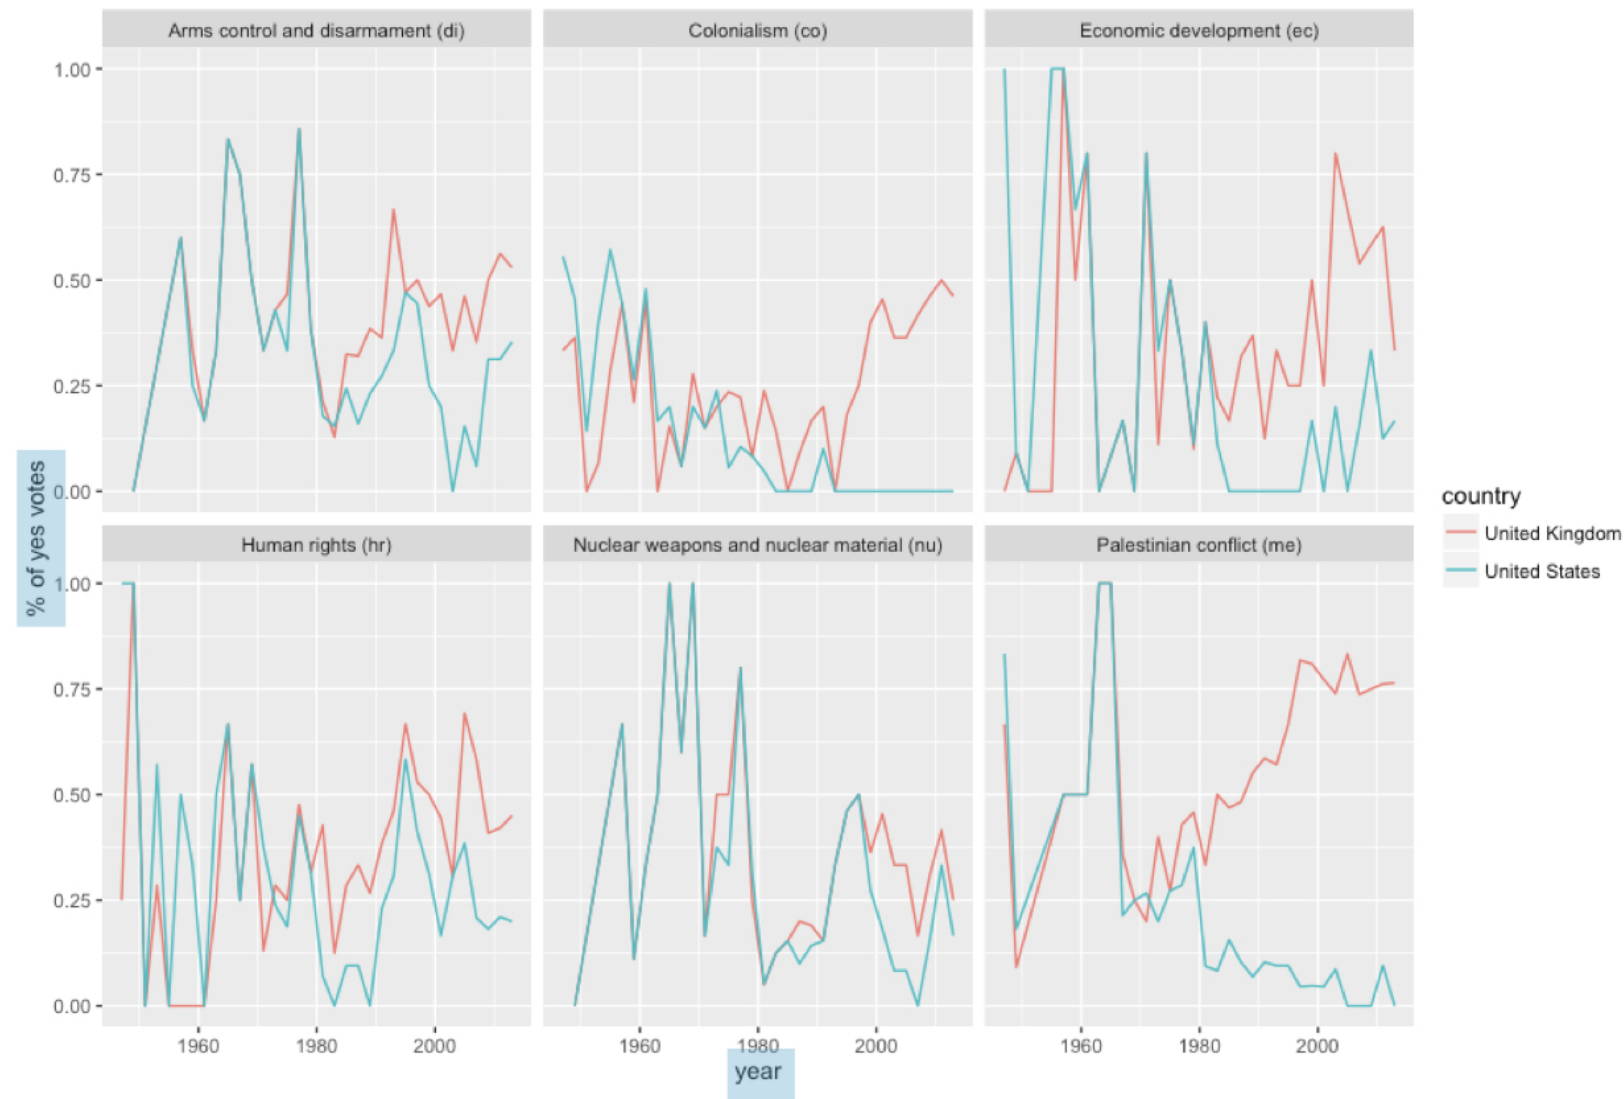 Arms control and disarmament (di)
Colonialism (co)
Economic development (ec)
1.00
0.75
0.50
0.25
0.00
Human rights (hr)
Nuclear weapons and nuclear material (nu)
Palestinian conflict (me)
1.00
0.75
0.50
0.25
0.00
1960 1980 2000
1960 1980 2000
1960 1980 2000
% of yes votes
year
country
United Kingdom
United States